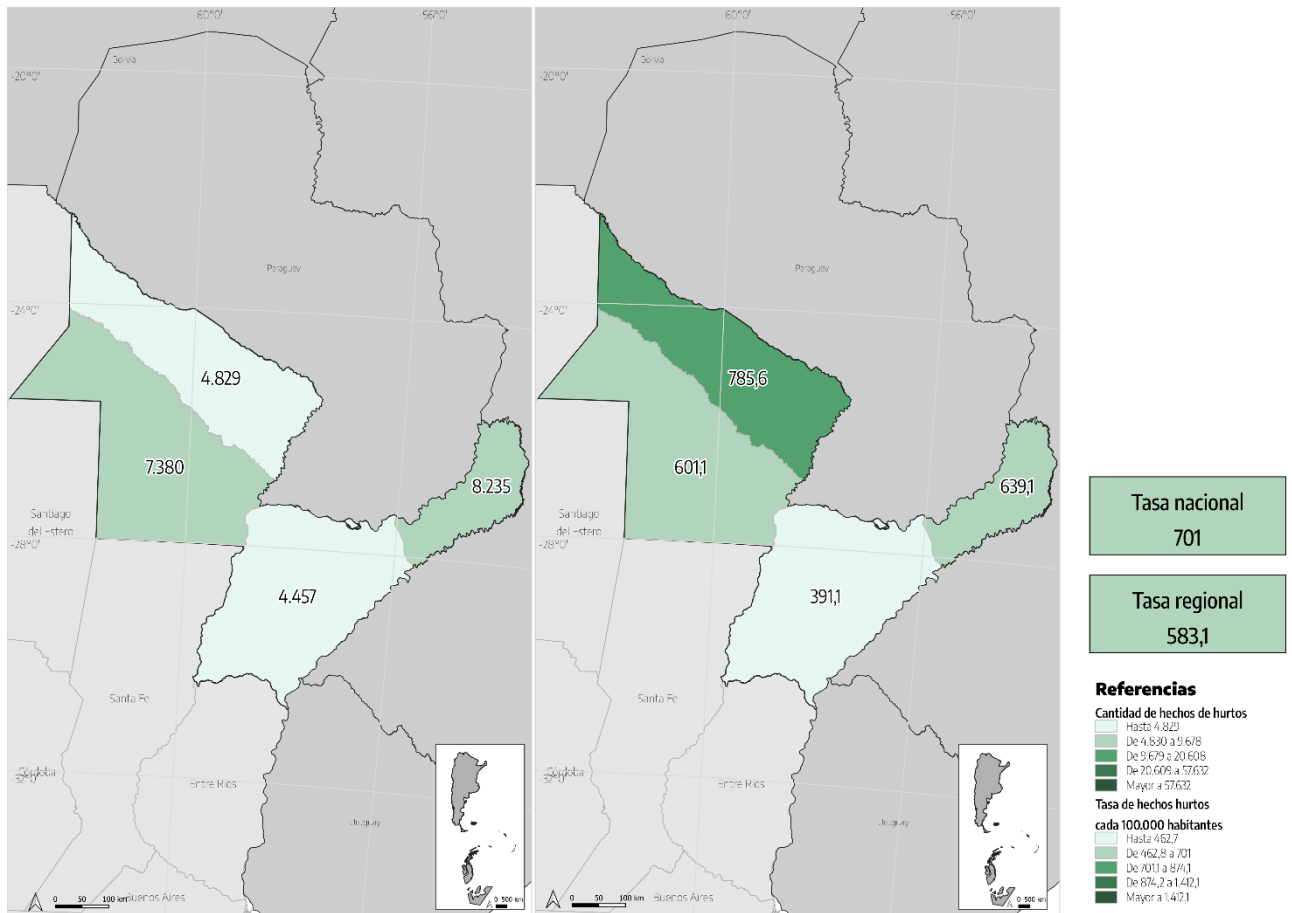 60°0'
56°0'
Bolivia
-20°0'
Paraguay
-24°0'
4.829
7.380
8.235
Santiago
del Estero
-28°0'
4.457
Santa Fe
Córdoba
-32°0'
Entre Ríos
Uruguay
Buenos Aires
0 50 100 km
0 500 km
60°0'
56°0'
Bolivia
-20°0'
Paraguay
-24°0'
785,6
601,1
639,1
Santiago
del Estero
-28°0'
391,1
Santa Fe
Córdoba
-32°0'
Entre Ríos
Uruguay
Buenos Aires
0 50 100 km
0 500 km
Tasa nacional
701
Tasa regional
583,1
Referencias
Cantidad de hechos de hurtos
Hasta 4.829
De 4.830 a 9.678
De 9.679 a 20.608
De 20.609 a 57.632
Mayor a 57.632
Tasa de hechos hurtos
cada 100.000 habitantes
Hasta 462,7
De 462,8 a 701
De 701,1 a 874,1
De 874,2 a 1.412,1
Mayor a 1.412,1